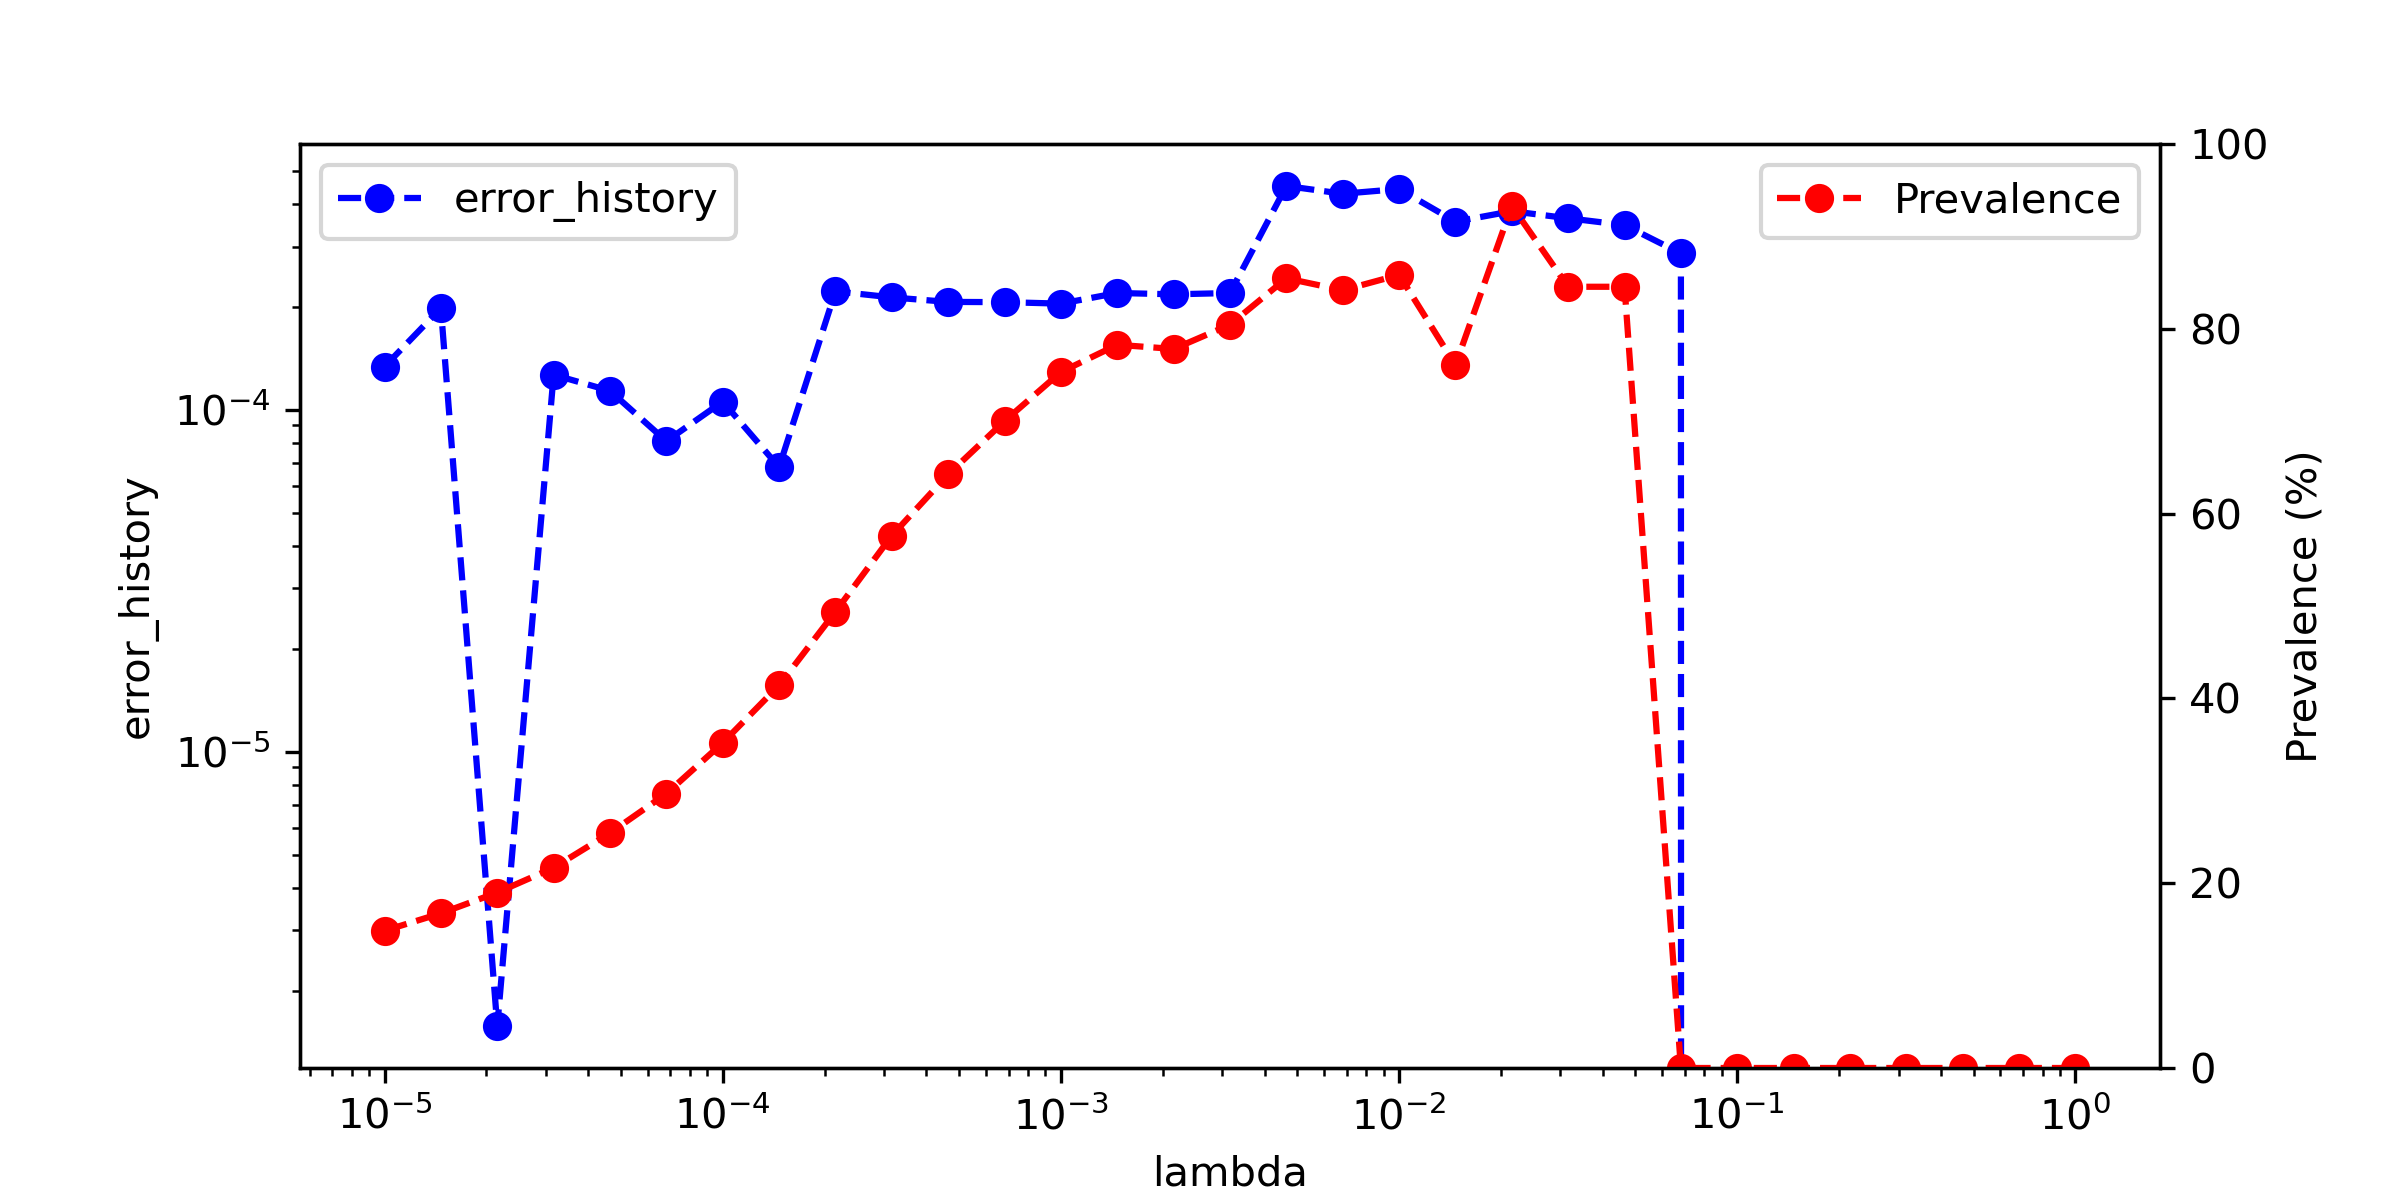 error_history
Prevalence
100
80
60
40
20
0
10⁻⁴
10⁻⁵
error_history
Prevalence (%)
10⁻⁵
10⁻⁴
10⁻³
10⁻²
10⁻¹
10⁰
lambda